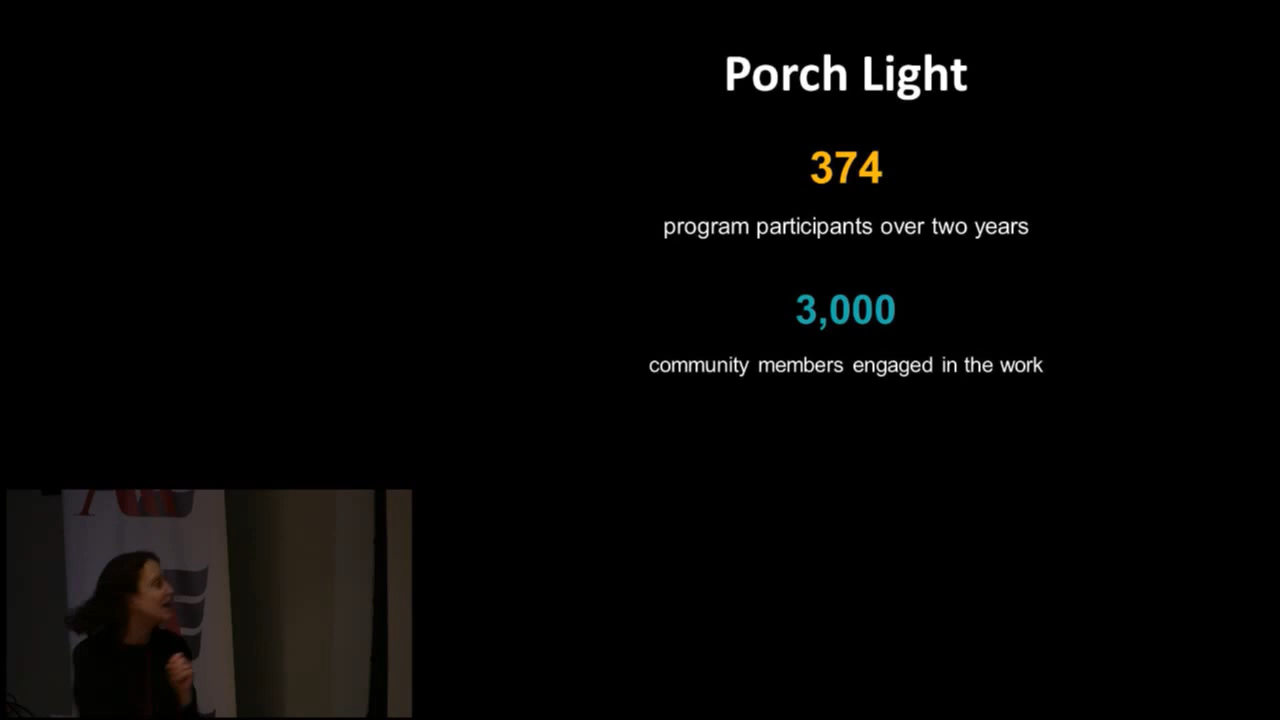 Porch Light
374
program participants over two years
3,000
community members engaged in the work